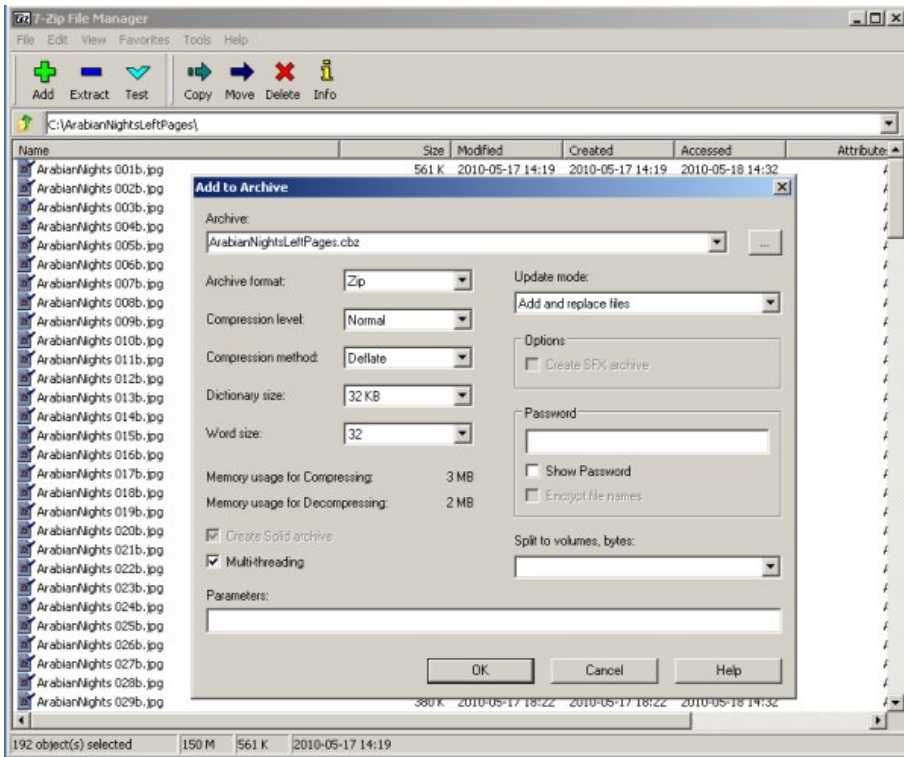 7-Zip File Manager
File Edit View Favorites Tools Help
Add Extract Test Copy Move Delete Info
C:\ArabianNightsLeftPages\
Name Size Modified Created Accessed Attributes
ArabianNights 001b.jpg 561 K 2010-05-17 14:19 2010-05-17 14:19 2010-05-18 14:32
ArabianNights 002b.jpg
ArabianNights 003b.jpg
ArabianNights 004b.jpg
ArabianNights 005b.jpg
ArabianNights 006b.jpg
ArabianNights 007b.jpg
ArabianNights 008b.jpg
ArabianNights 009b.jpg
ArabianNights 010b.jpg
ArabianNights 011b.jpg
ArabianNights 012b.jpg
ArabianNights 013b.jpg
ArabianNights 014b.jpg
ArabianNights 015b.jpg
ArabianNights 016b.jpg
ArabianNights 017b.jpg
ArabianNights 018b.jpg
ArabianNights 019b.jpg
ArabianNights 020b.jpg
ArabianNights 021b.jpg
ArabianNights 022b.jpg
ArabianNights 023b.jpg
ArabianNights 024b.jpg
ArabianNights 025b.jpg
ArabianNights 026b.jpg
ArabianNights 027b.jpg
ArabianNights 028b.jpg
ArabianNights 029b.jpg 380 K 2010-05-17 18:22 2010-05-17 18:22 2010-05-18 14:32
Add to Archive
Archive:
ArabianNightsLeftPages.cbz ...
Archive format: Zip
Compression level: Normal
Compression method: Deflate
Dictionary size: 32 KB
Word size: 32
Memory usage for Compressing: 3 MB
Memory usage for Decompressing: 2 MB
Create Solid archive
Multi-threading
Update mode:
Add and replace files
Options
Create SFX archive
Password
Show Password
Encrypt file names
Split to volumes, bytes:
Parameters:
OK Cancel Help
192 object(s) selected 150 M 561 K 2010-05-17 14:19